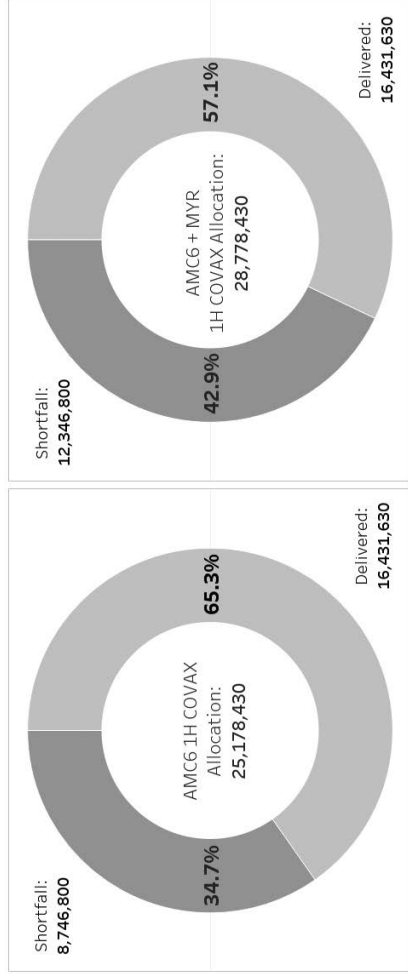 Shortfall:
8,746,800
34.7%
AMC6 1H COVAX
Allocation:
25,178,430
65.3%
Delivered:
16,431,630
Shortfall:
12,346,800
42.9%
AMC6 + MYR
1H COVAX Allocation:
28,778,430
57.1%
Delivered:
16,431,630